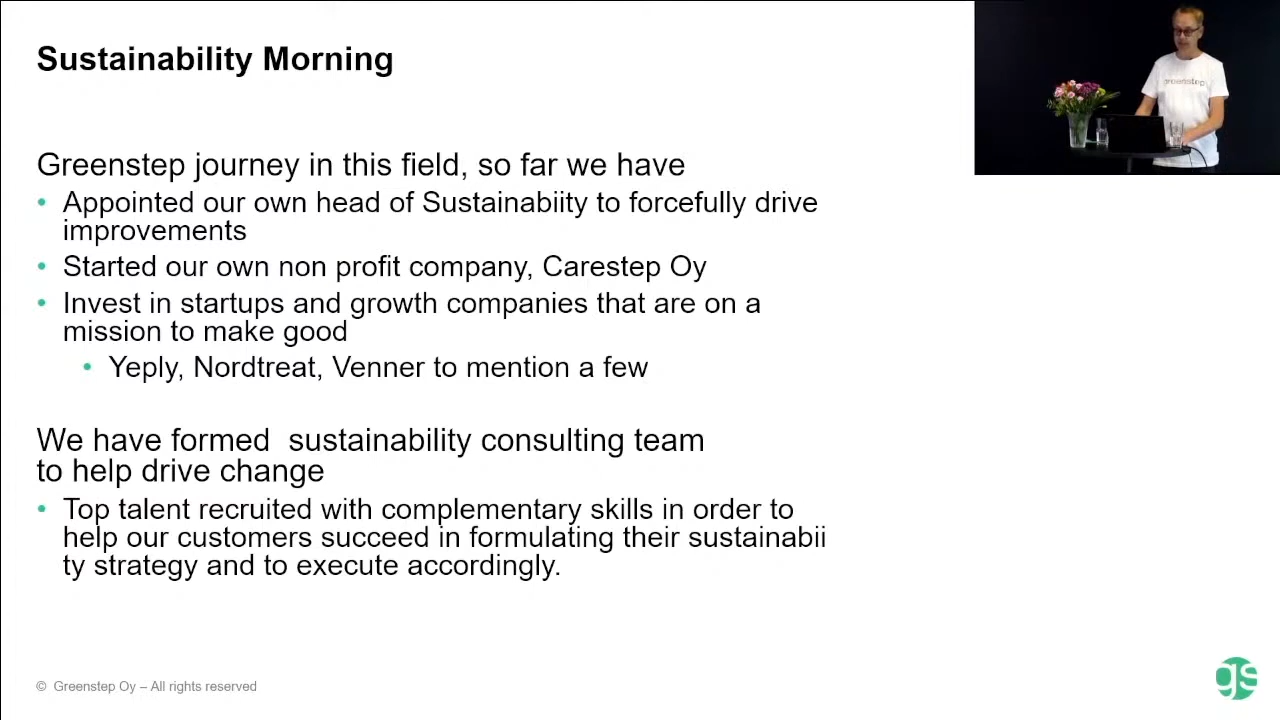 Sustainability Morning
Greenstep journey in this field, so far we have
• Appointed our own head of Sustainabiity to forcefully drive
improvements
• Started our own non profit company, Carestep Oy
• Invest in startups and growth companies that are on a
mission to make good
• Yeply, Nordtreat, Venner to mention a few
We have formed  sustainability consulting team
to help drive change
• Top talent recruited with complementary skills in order to
help our customers succeed in formulating their sustainabii
ty strategy and to execute accordingly.
© Greenstep Oy – All rights reserved
gs
greenstep